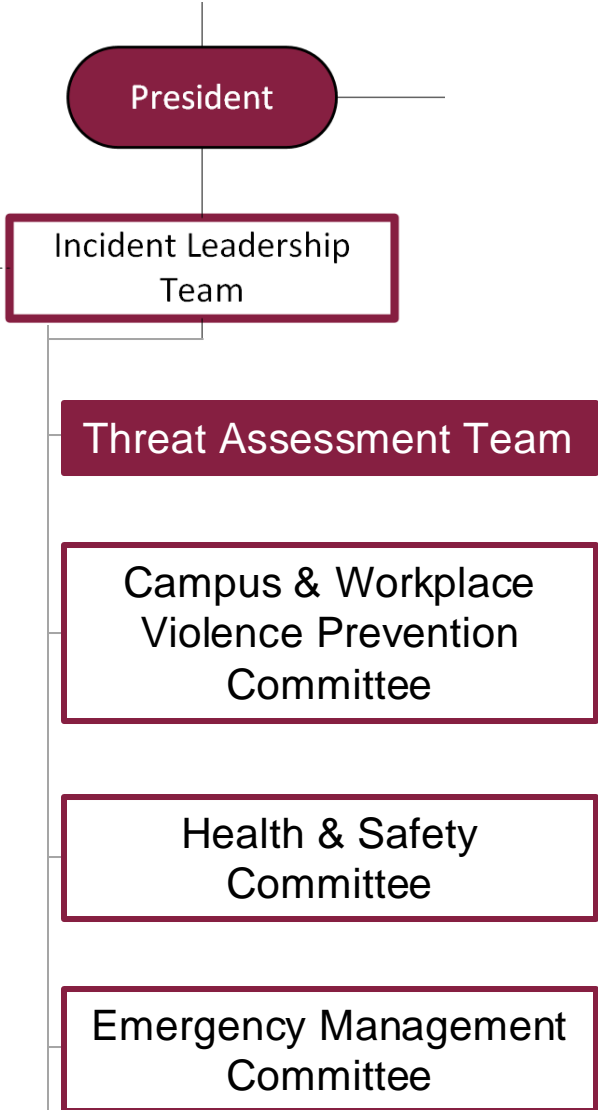 President
Incident Leadership
Team
Threat Assessment Team
Campus & Workplace
Violence Prevention
Committee
Health & Safety
Committee
Emergency Management
Committee